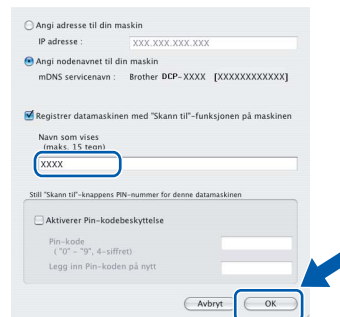 Angi adresse til din maskin
IP adresse : XXX.XXX.XXX.XXX
Angi nodenavnet til din maskin
mDNS servicenavn : Brother DCP-XXXX [XXXXXXXXXXXX]
Registrer datamaskinen med "Skann til"-funksjonen på maskinen
Navn som vises
(maks. 15 tegn)
XXXX
Still "Skann til"-knappens PIN-nummer for denne datamaskinen
Aktiverer Pin-kodebeskyttelse
Pin-kode
( "0" - "9", 4-siffret)
Legg inn Pin-koden på nytt
Avbryt OK